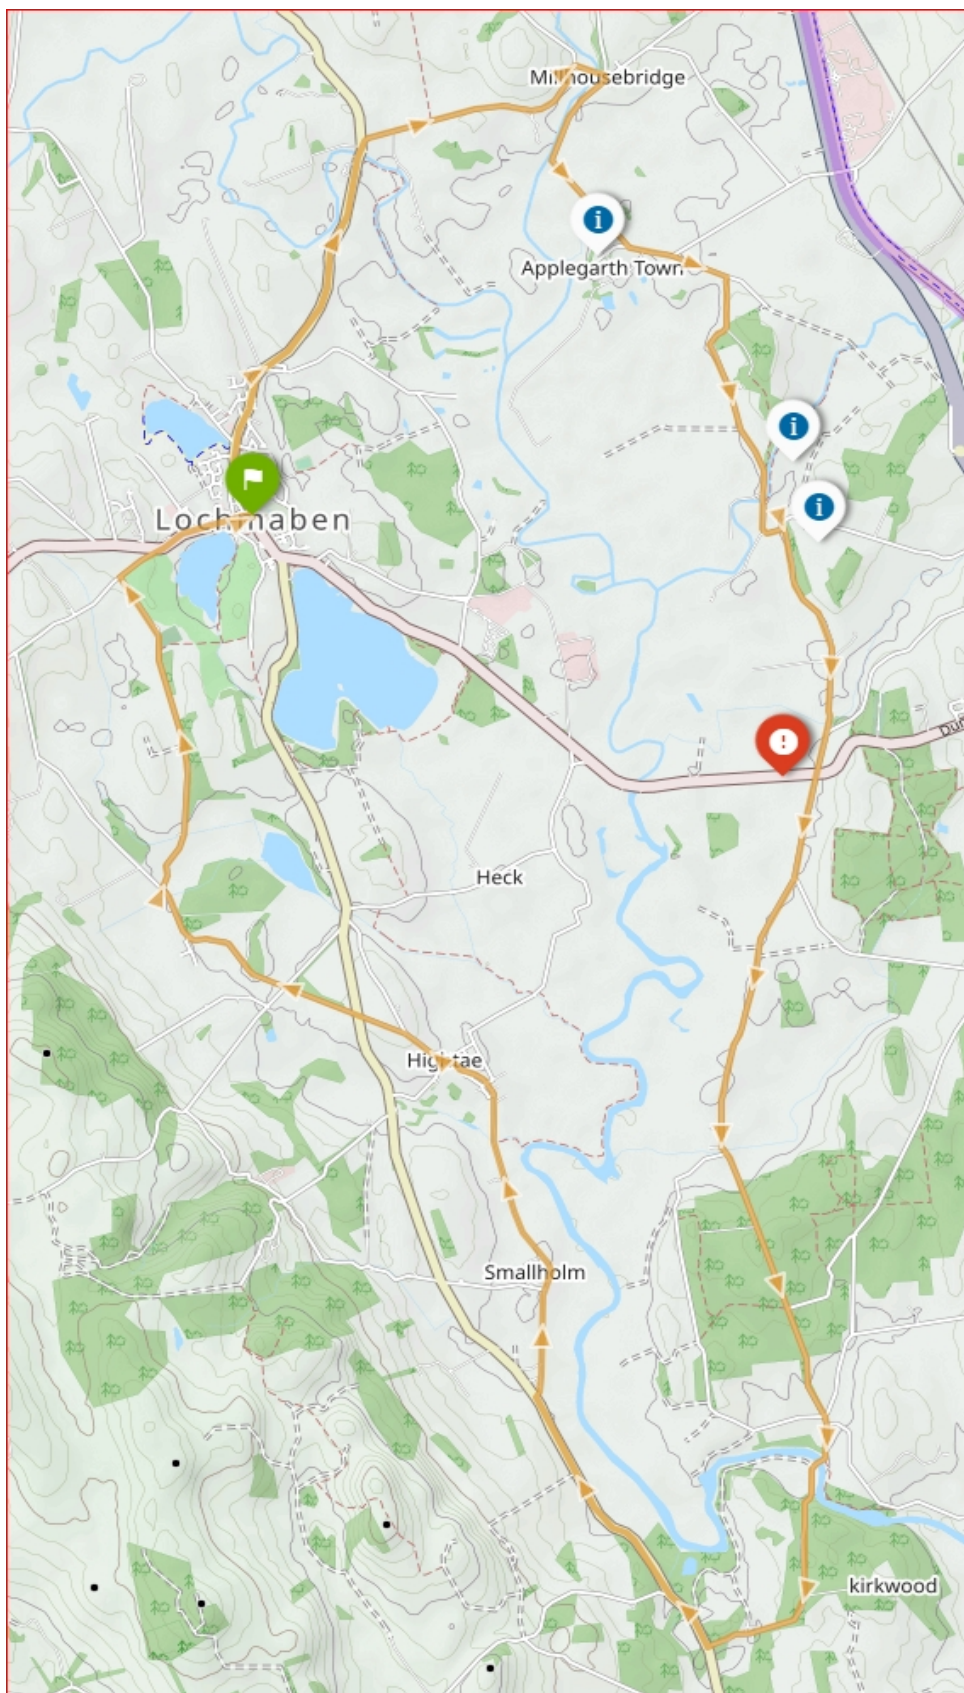 Millhousebridge
Applegarth Town
Lochmaben
Heck
Hightae
Smallholm
kirkwood